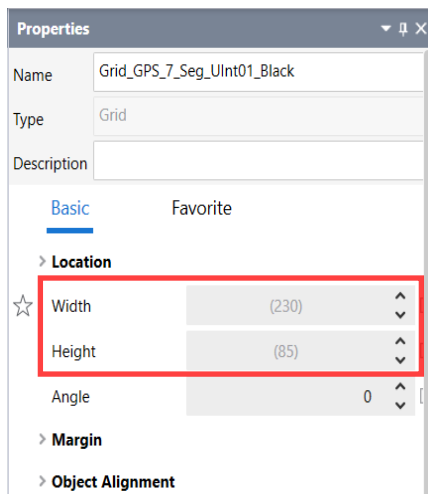 Properties
Name Grid_GPS_7_Seg_UInt01_Black
Type Grid
Description
Basic Favorite
Location
Width (230)
Height (85)
Angle 0
Margin
Object Alignment